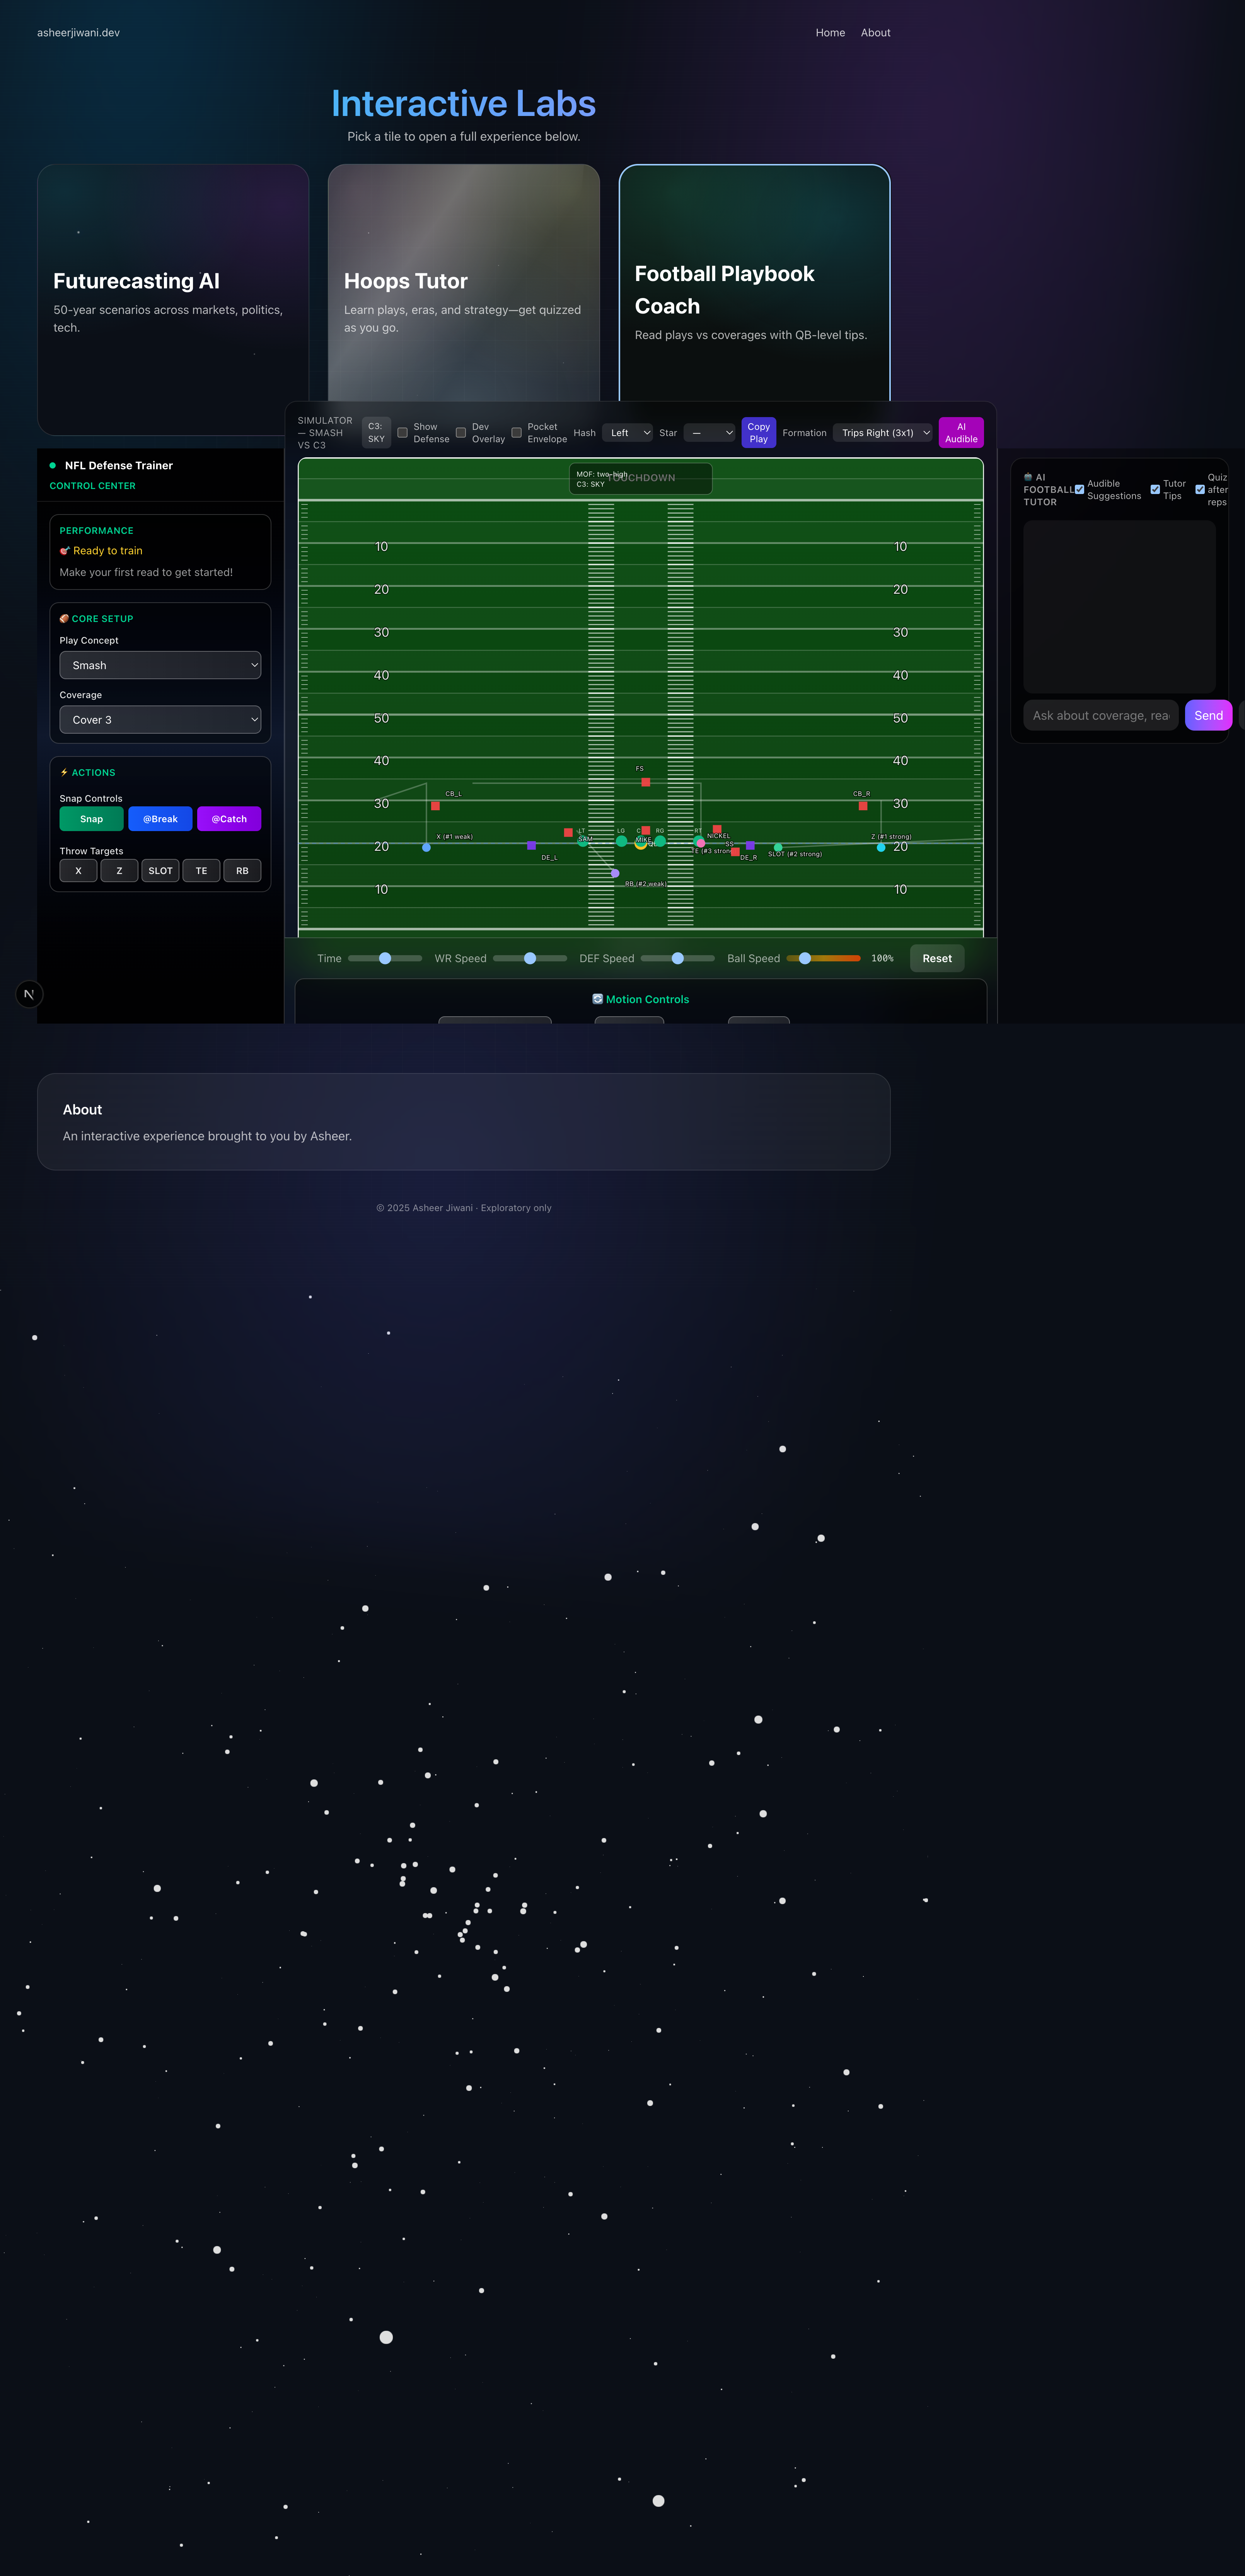 asheerjiwani.dev
Home
About
Interactive Labs
Pick a tile to open a full experience below.
Futurecasting AI
50-year scenarios across markets, politics,
tech.
Hoops Tutor
Learn plays, eras, and strategy—get quizzed
as you go.
Football Playbook
Coach
Read plays vs coverages with QB-level tips.
NFL Defense Trainer
CONTROL CENTER
PERFORMANCE
🎯 Ready to train
Make your first read to get started!
🏈 CORE SETUP
Play Concept
Smash
Coverage
Cover 3
⚡ ACTIONS
Snap Controls
Snap
@Break
@Catch
Throw Targets
X
Z
SLOT
TE
RB
SIMULATOR
— SMASH
VS C3
C3:
SKY
Show
Defense
Dev
Overlay
Pocket
Envelope
Hash
Left
Star
—
Copy
Play
Formation
Trips Right (3x1)
AI
Audible
MOF: two-high
C3: SKY
TOUCHDOWN
10
10
20
20
30
30
40
40
50
50
40
40
FS
CB_L
CB_R
30
30
LT
LG
C
RG
RT
X (#1 weak)
SAM
MIKE
NICKEL
Z (#1 strong)
SS
20
20
TE (#3 strong)
SLOT (#2 strong)
DE_L
DE_R
RB (#2 weak)
10
10
Time
WR Speed
DEF Speed
Ball Speed
100%
Reset
🔄 Motion Controls
🤖 AI
FOOTBALL
TUTOR
Audible
Suggestions
Tutor
Tips
Quiz
after
reps
Ask about coverage, rea
Send
N
About
An interactive experience brought to you by Asheer.
© 2025 Asheer Jiwani · Exploratory only